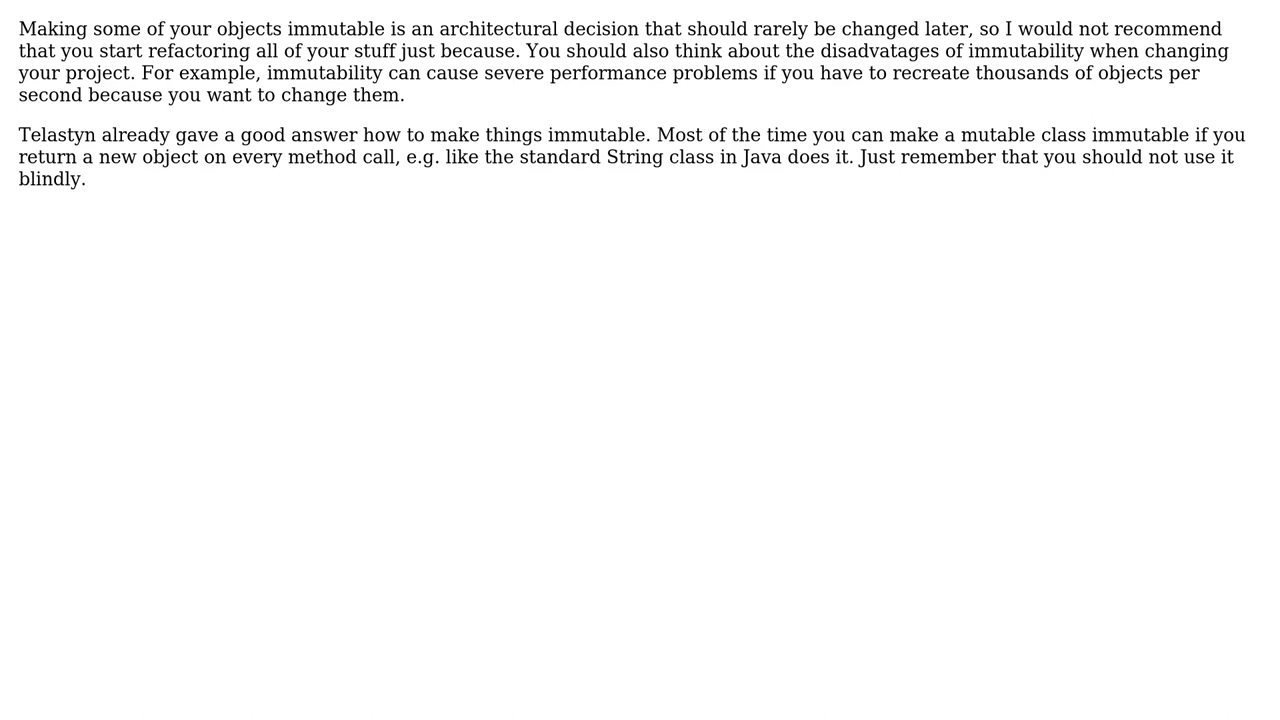 Making some of your objects immutable is an architectural decision that should rarely be changed later, so I would not recommend
that you start refactoring all of your stuff just because. You should also think about the disadvatages of immutability when changing
your project. For example, immutability can cause severe performance problems if you have to recreate thousands of objects per
second because you want to change them.
Telastyn already gave a good answer how to make things immutable. Most of the time you can make a mutable class immutable if you
return a new object on every method call, e.g. like the standard String class in Java does it. Just remember that you should not use it
blindly.